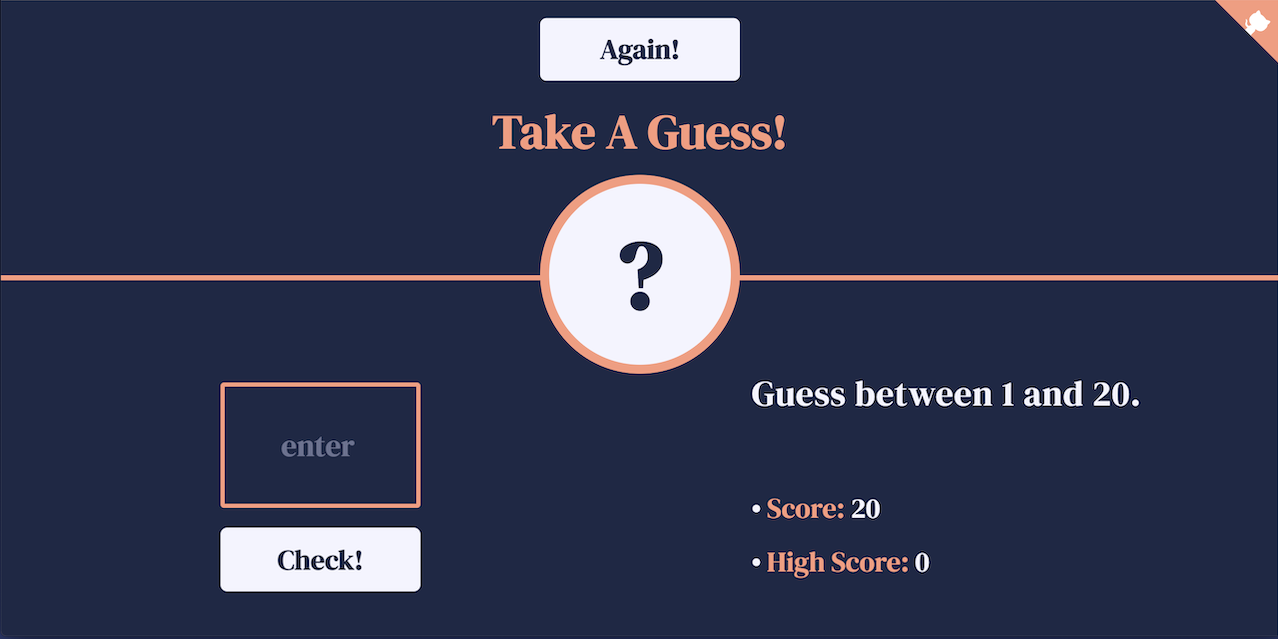 Again!
Take A Guess!
?
enter
Check!
Guess between 1 and 20.
• Score: 20
• High Score: 0